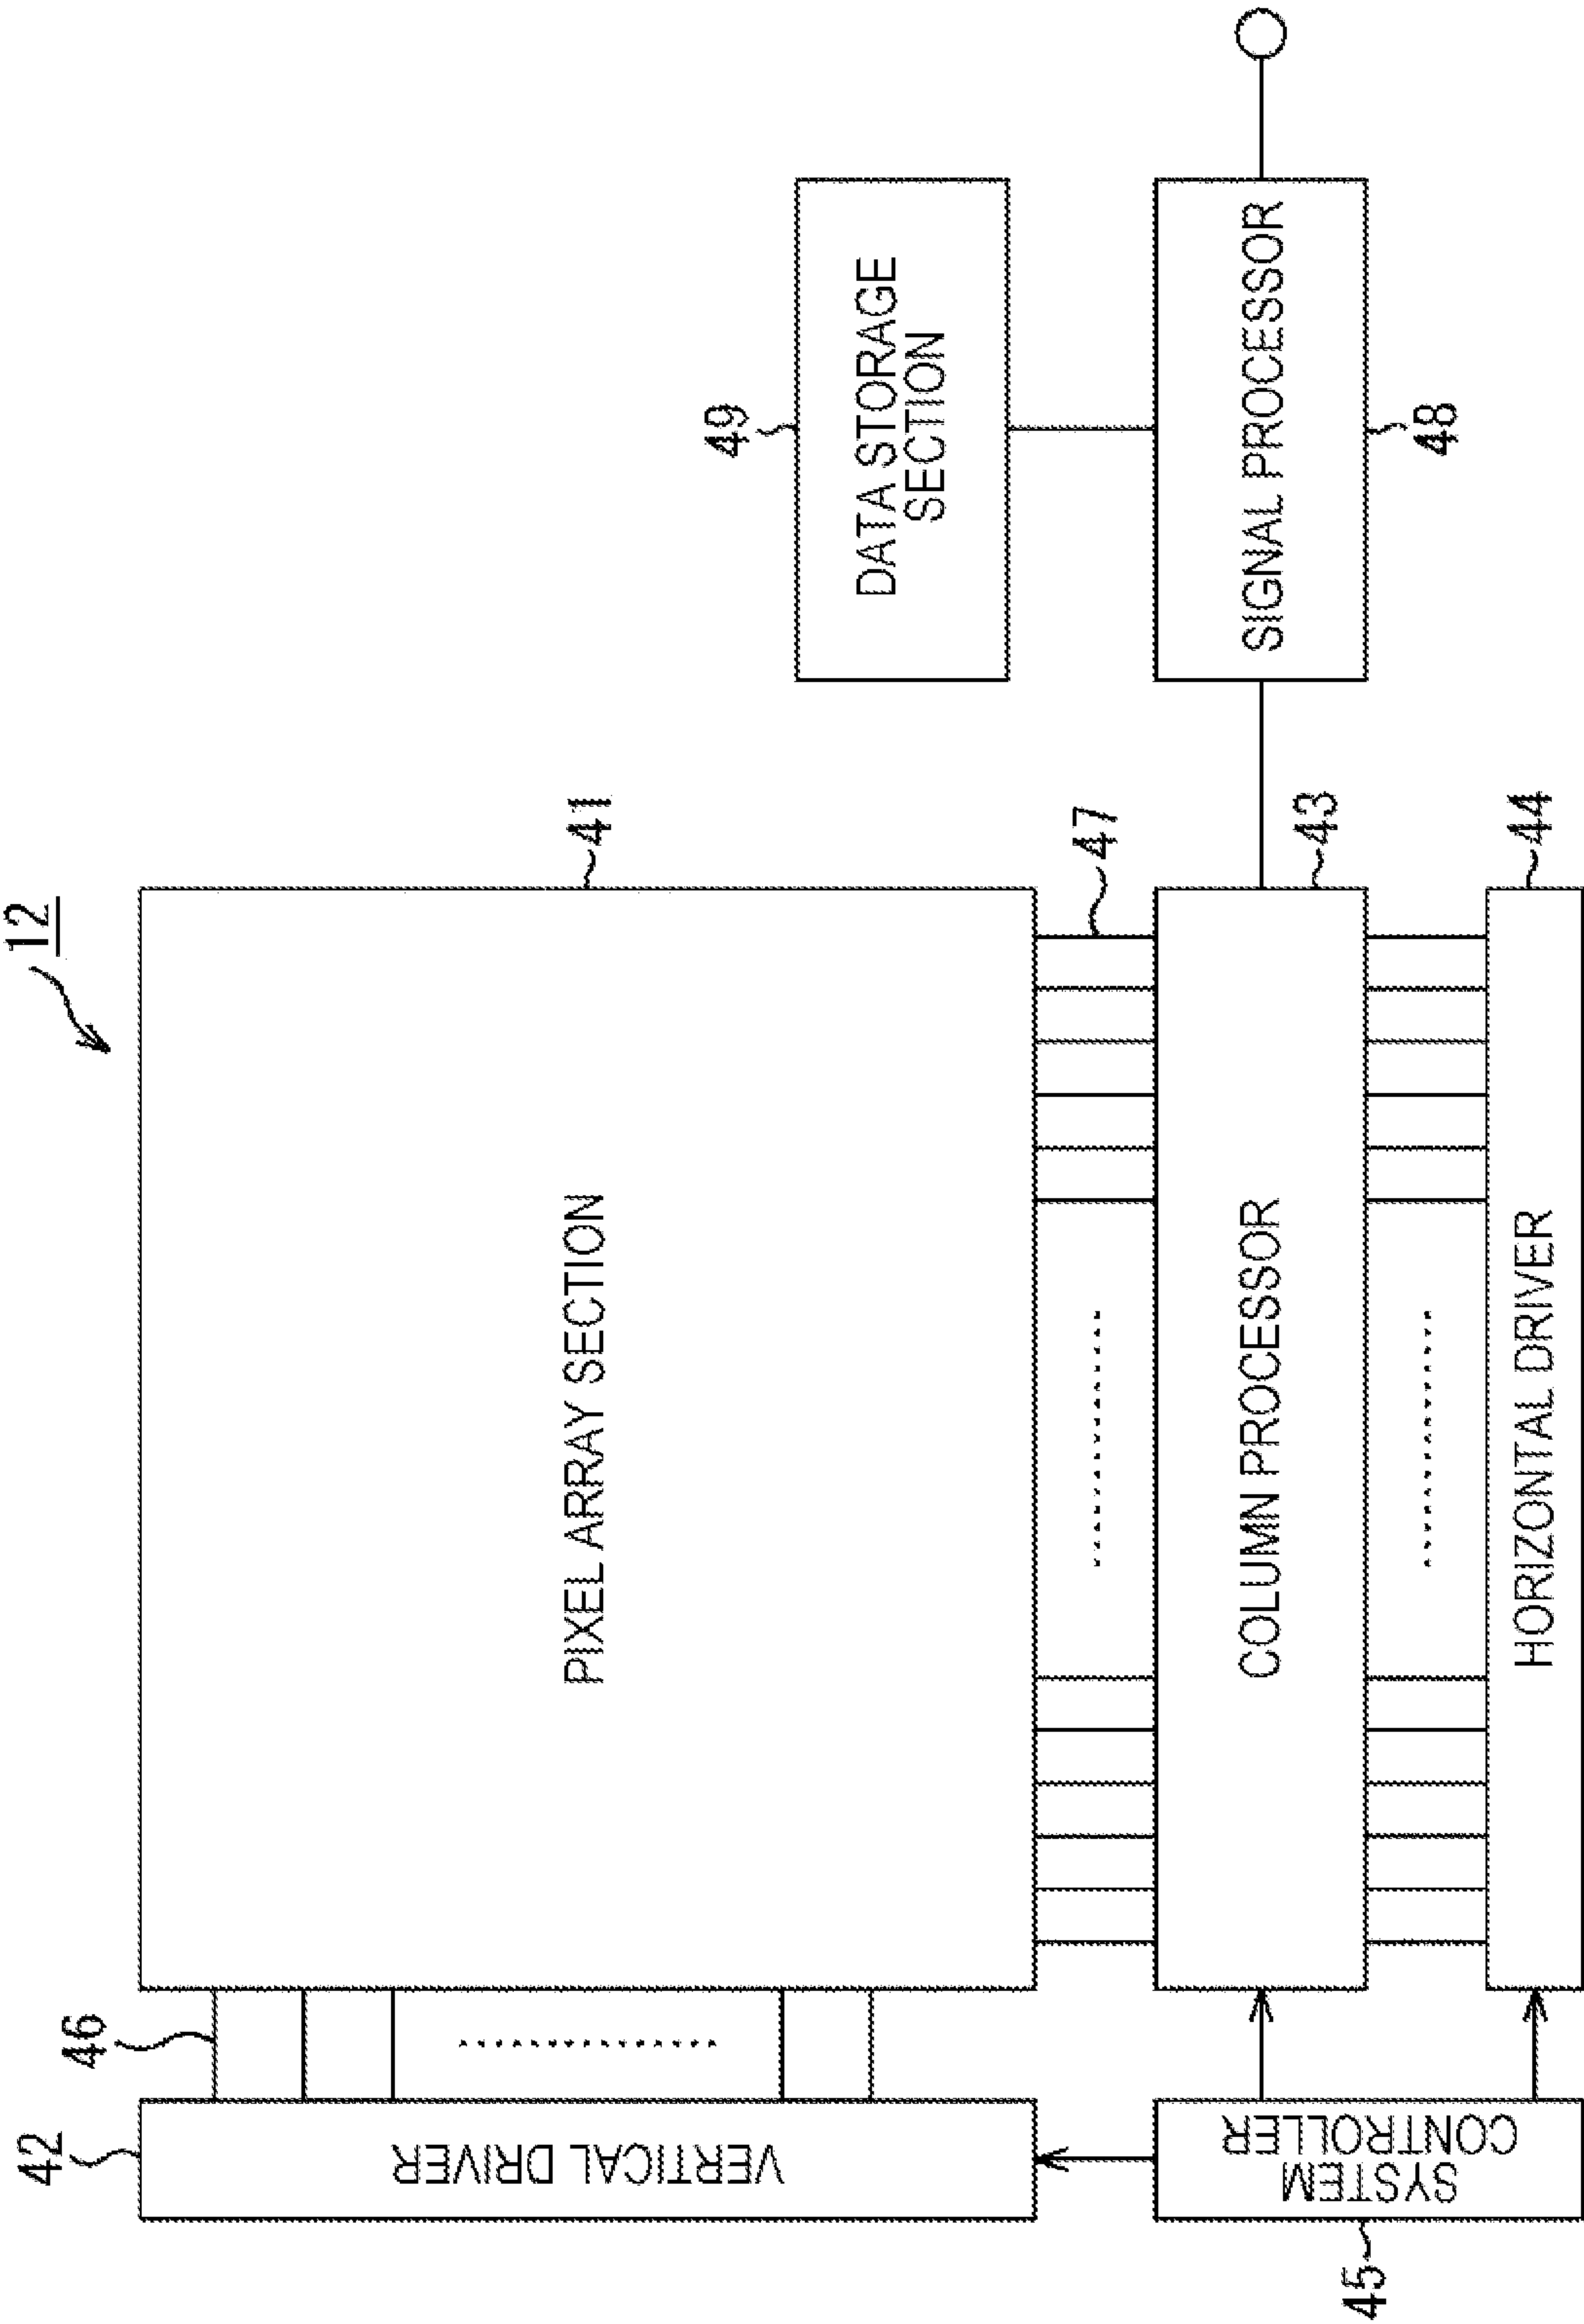 12
46
42
VERTICAL DRIVER
PIXEL ARRAY SECTION
41
47
49
DATA STORAGE
SECTION
45
SYSTEM
CONTROLLER
COLUMN PROCESSOR
43
SIGNAL PROCESSOR
48
HORIZONTAL DRIVER
44